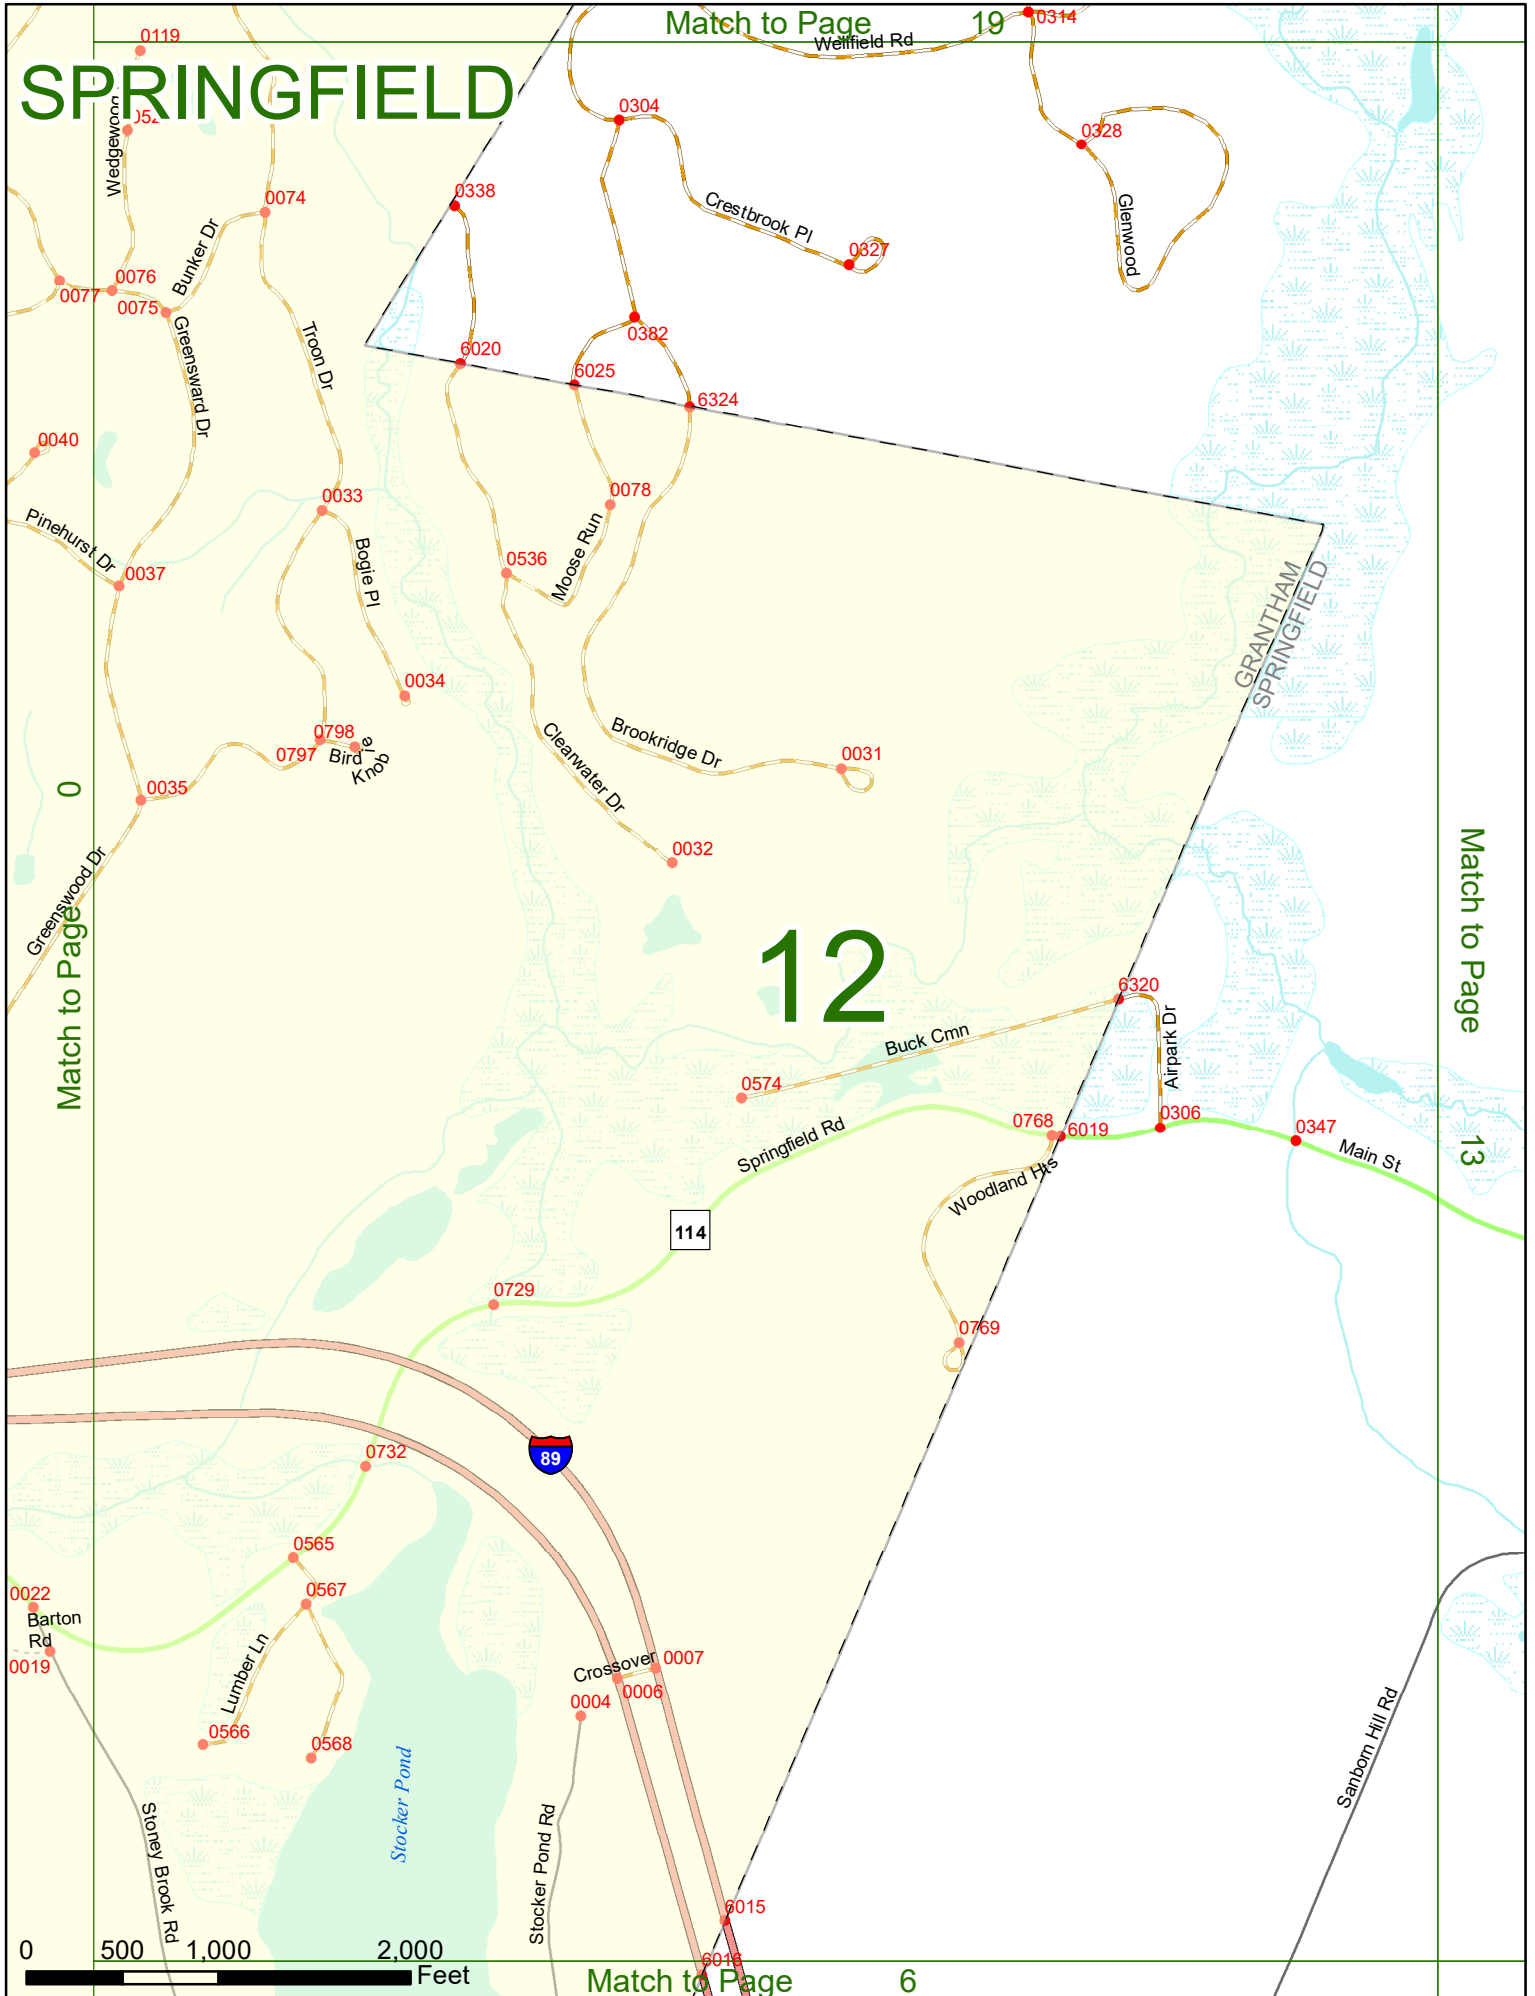 Match to Page 19
SPRINGFIELD
0119
0314
Wellfield Rd
0304
0328
Wedgewood
0074
0338
Crestbrook Pl
Glenwood
0327
Bunker Dr
0076
0077
0075
0382
Greensward Dr
Troon Dr
6020
6025
6324
0040
0078
0033
Pinehurst Dr
0037
Bogie Pl
0536
Moose Run
GRANTHAM
SPRINGFIELD
0034
0798
0797
Bird
Knob
Clearwater Dr
Brookridge Dr
0031
0035
0032
Greenswood Dr
Match to Page 0
12
Match to Page 13
6320
Buck Cmn
Airpark Dr
0574
0768
6019
0306
0347
Main St
Springfield Rd
Woodland Hts
114
0729
0769
89
0732
0565
0022
0567
Barton
Rd
0019
Lumber Ln
Crossover
0007
0006
0004
0566
0568
Stocker Pond
Stoney Brook Rd
Stocker Pond Rd
Sanborn Hill Rd
6015
6016
0 500 1,000 2,000
Feet
Match to Page 6